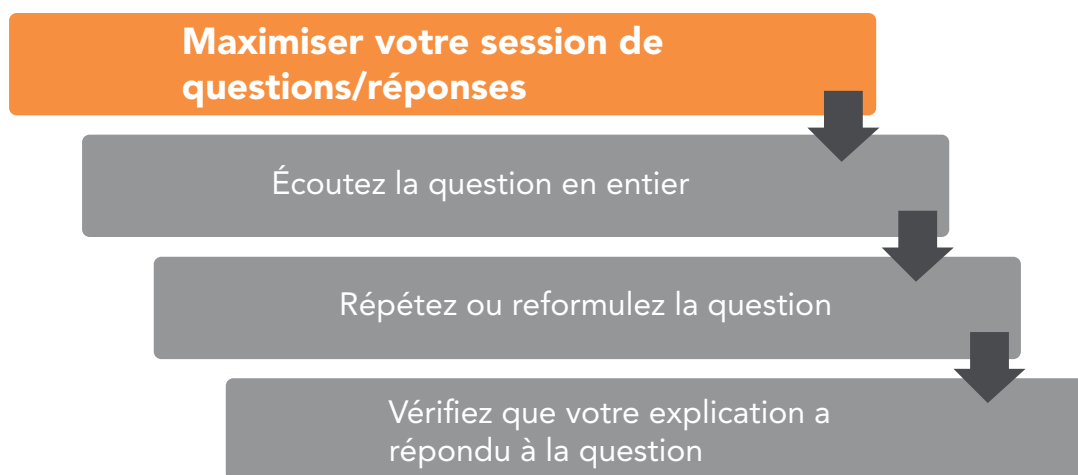 Maximiser votre session de
questions/réponses
Écoutez la question en entier
Répétez ou reformulez la question
Vérifiez que votre explication a
répondu à la question